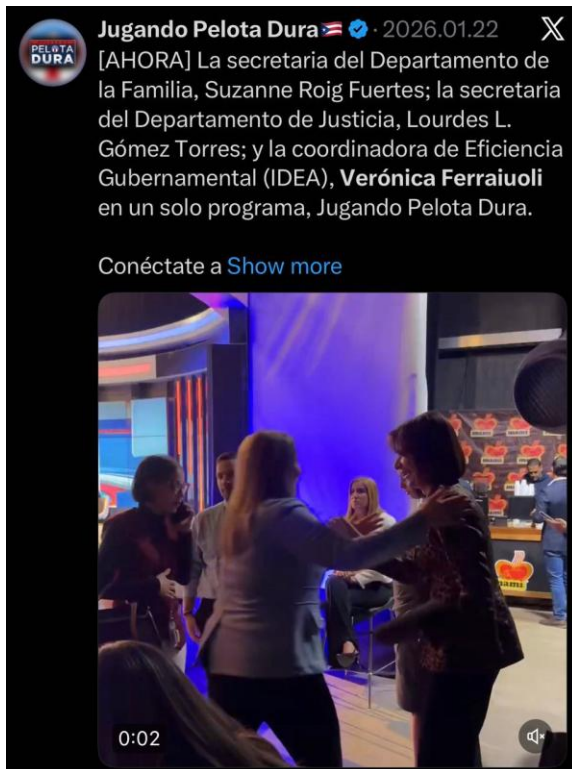 PELOTA
DURA
Jugando Pelota Dura🇵🇷 · 2026.01.22
[AHORA] La secretaria del Departamento de
la Familia, Suzanne Roig Fuertes; la secretaria
del Departamento de Justicia, Lourdes L.
Gómez Torres; y la coordinadora de Eficiencia
Gubernamental (IDEA), Verónica Ferraiuoli
en un solo programa, Jugando Pelota Dura.
Conéctate a Show more
0:02